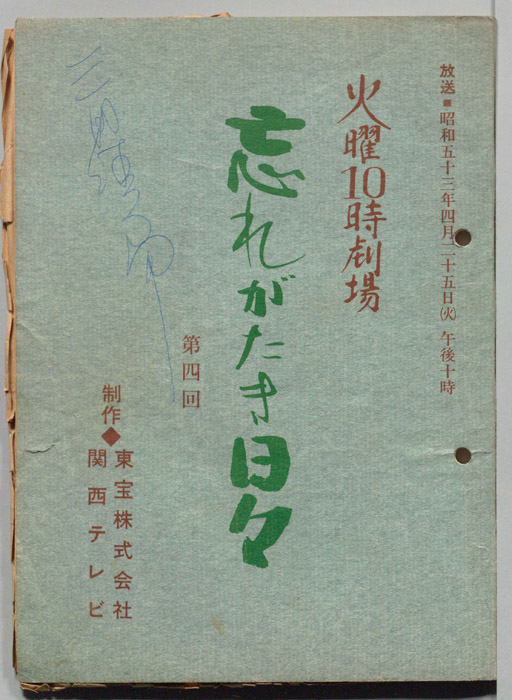 放送■昭和五十三年四月二十五日(火)午後十時
火曜10時劇場
忘れがたき日々
第四回
制作◆東宝株式会社
関西テレビ